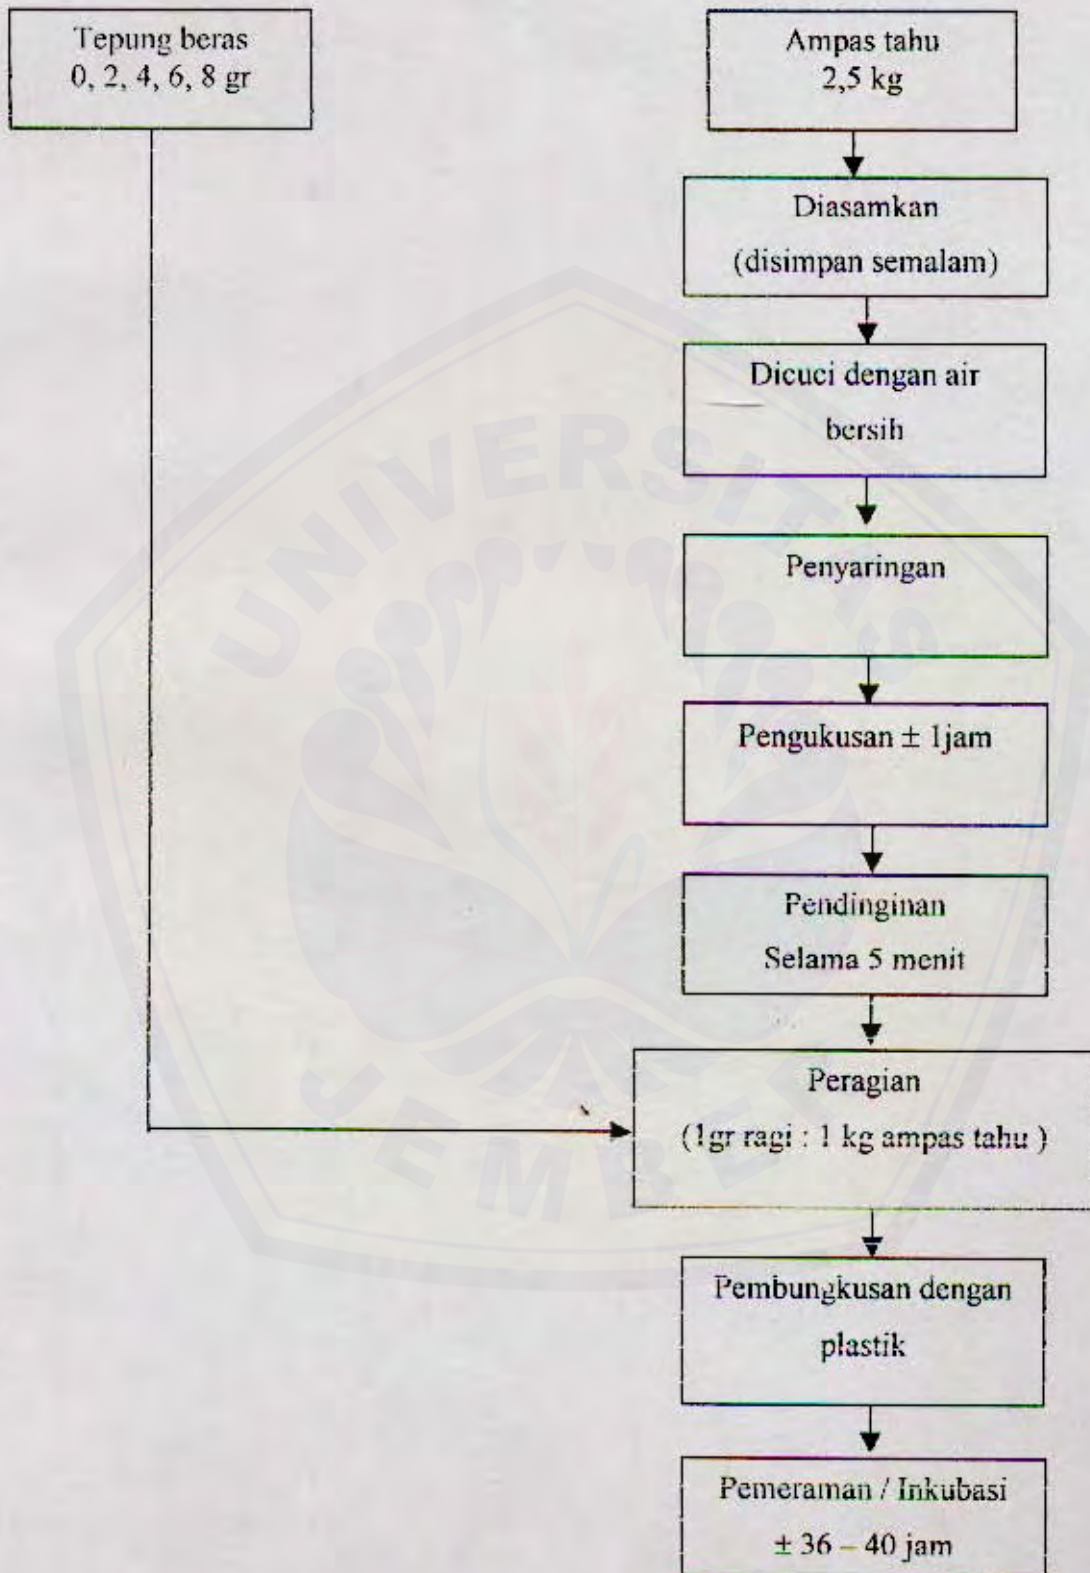 Tepung beras
0, 2, 4, 6, 8 gr
Ampas tahu
2,5 kg
Diasamkan
(disimpan semalam)
Dicuci dengan air
bersih
Penyaringan
Pengukusan ± 1jam
Pendinginan
Selama 5 menit
Peragian
(1gr ragi : 1 kg ampas tahu )
Pembungkusan dengan
plastik
Pemeraman / Inkubasi
± 36 – 40 jam
UNIVERSITAS
JEMBER